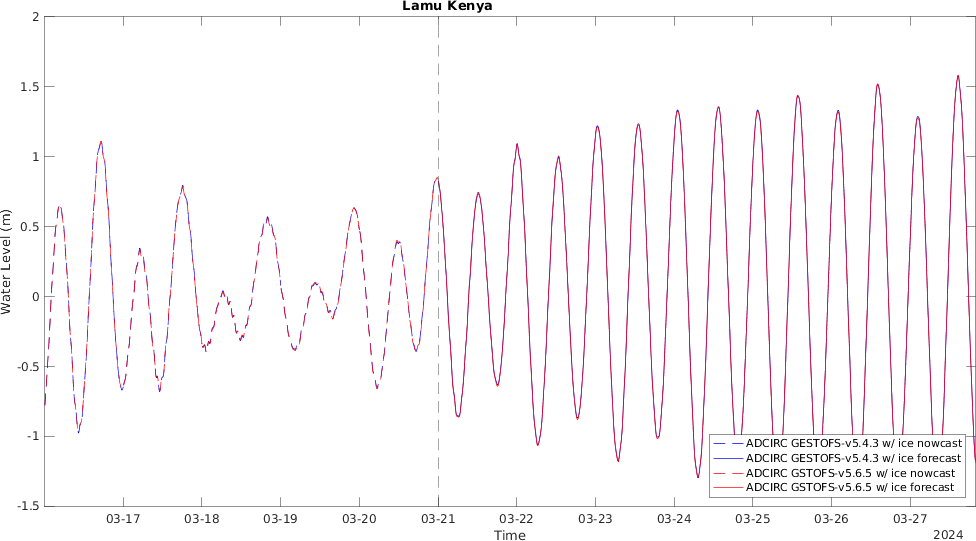 Lamu Kenya
2
1.5
1
0.5
0
-0.5
-1
-1.5
Water Level (m)
ADCIRC GESTOFS-v5.4.3 w/ ice nowcast
ADCIRC GESTOFS-v5.4.3 w/ ice forecast
ADCIRC GSTOFS-v5.6.5 w/ ice nowcast
ADCIRC GSTOFS-v5.6.5 w/ ice forecast
03-17 03-18 03-19 03-20 03-21 03-22 03-23 03-24 03-25 03-26 03-27
Time
2024